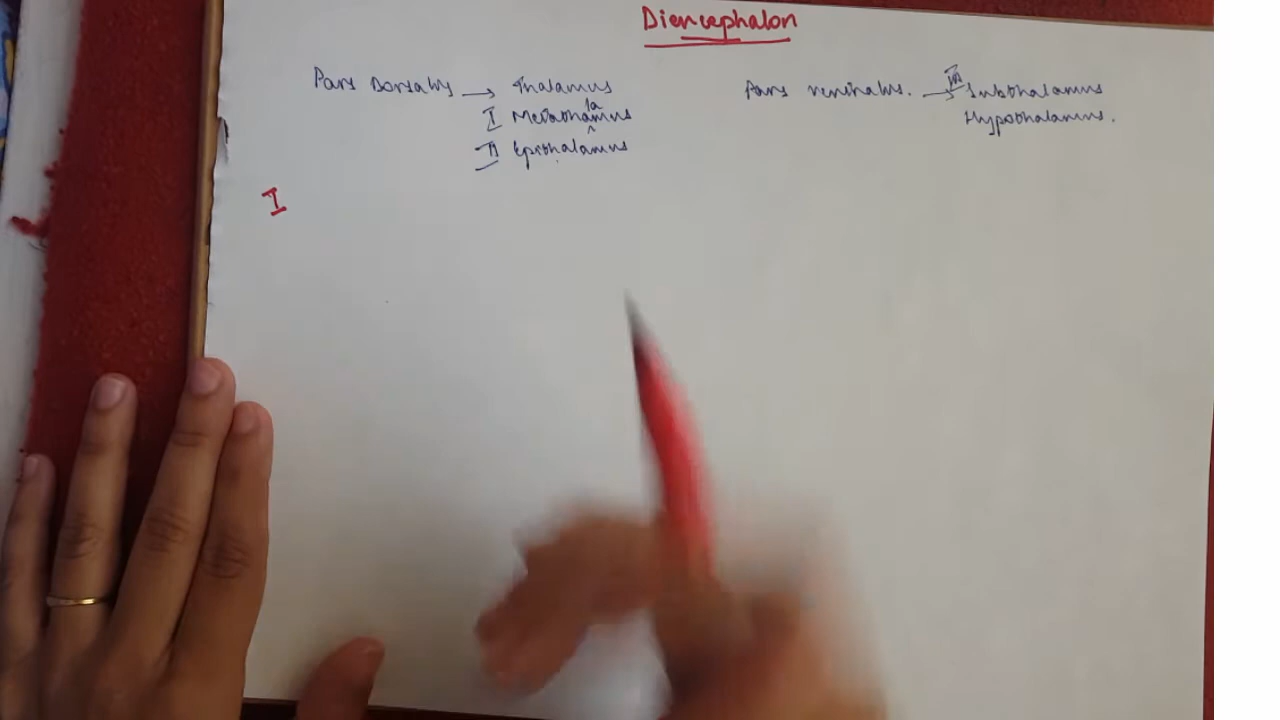 Diencephalon
Pars Dorsalis → Thalamus
I Metathalamus
II Epithalamus
Pars ventralis. → III Subthalamus
Hypothalamus.
I